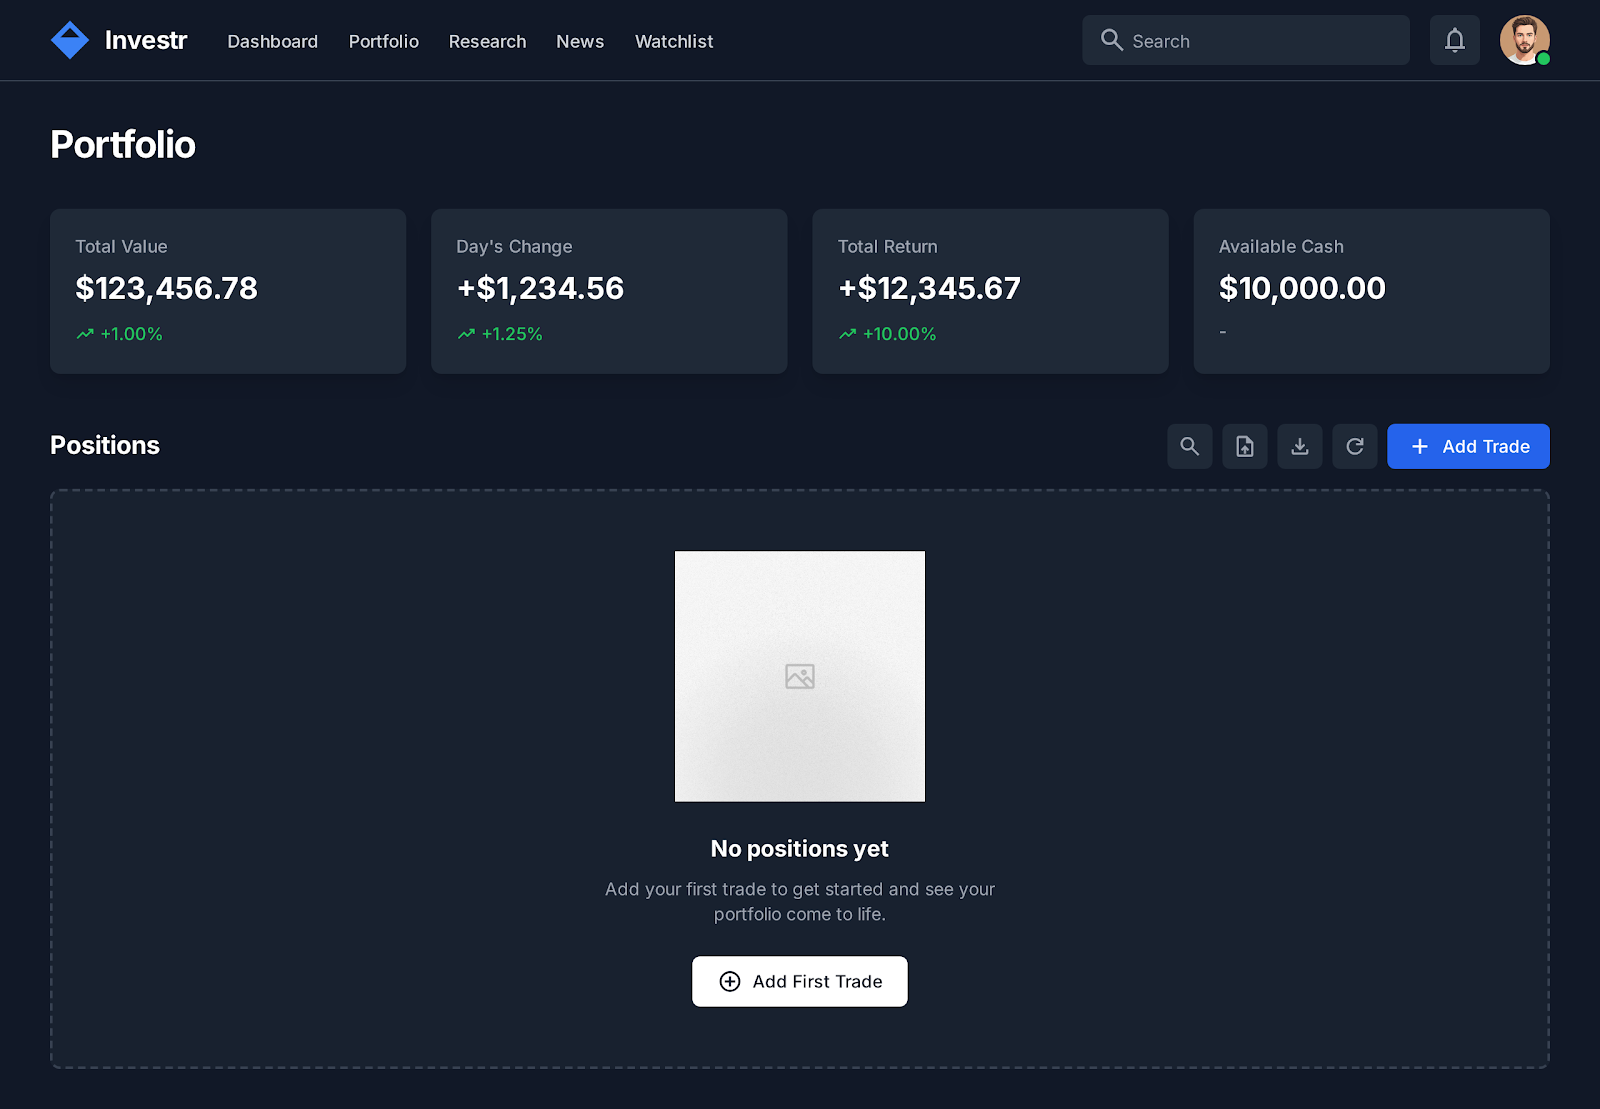 Investr
Dashboard
Portfolio
Research
News
Watchlist
Search
Portfolio
Total Value
$123,456.78
+1.00%
Day's Change
+$1,234.56
+1.25%
Total Return
+$12,345.67
+10.00%
Available Cash
$10,000.00
-
Positions
Add Trade
No positions yet
Add your first trade to get started and see your
portfolio come to life.
Add First Trade